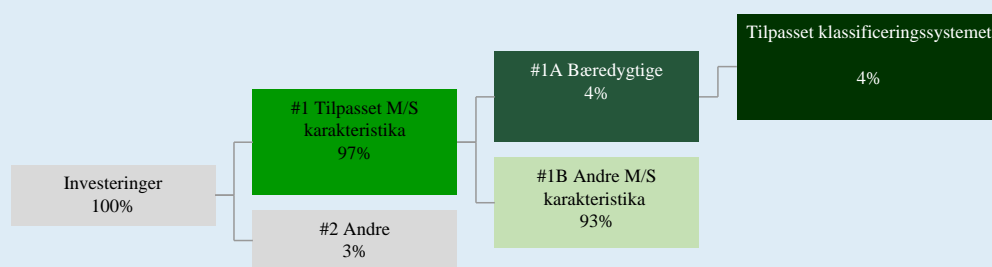 Investeringer
100%
#1 Tilpasset M/S
karakteristika
97%
#2 Andre
3%
#1A Bæredygtige
4%
#1B Andre M/S
karakteristika
93%
Tilpasset klassificeringssystemet
4%